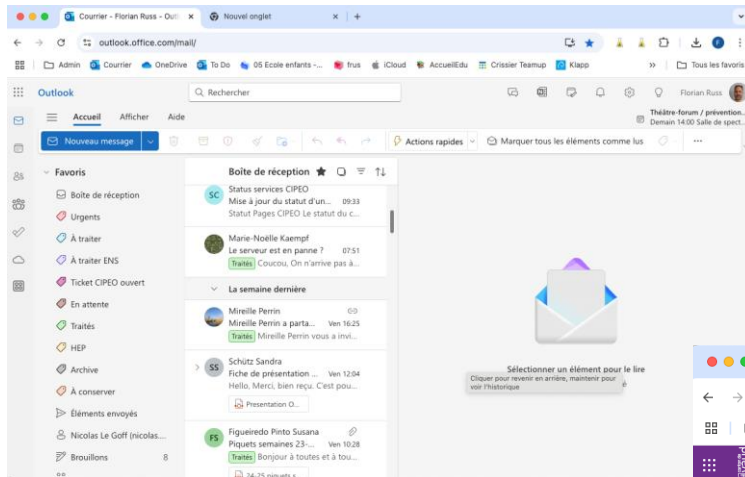 Courrier - Florian Russ - Out
Nouvel onglet
outlook.office.com/mail/
Admin
Courrier
OneDrive
To Do
05 Ecole enfants -...
frus
iCloud
AccueilEdu
Crissier Teamup
Klapp
Tous les favoris
Outlook
Rechercher
Florian Russ
Accueil
Afficher
Aide
Théâtre-forum / prévention...
Demain 14:00 Salle de spect...
Nouveau message
Actions rapides
Marquer tous les éléments comme lus
Favoris
Boîte de réception
Urgents
À traiter
À traiter ENS
Ticket CIPEO ouvert
En attente
Traités
HEP
Archive
À conserver
Éléments envoyés
Nicolas Le Goff (nicolas...
Brouillons 8
Boîte de réception
SC
Status services CIPEO
Mise à jour du statut d'un... 09:33
Statut Pages CIPEO Le statut du c...
Marie-Noëlle Kaempf
Le serveur est en panne ? 07:51
Traités Coucou, On n'arrive pas à...
La semaine dernière
Mireille Perrin
Mireille Perrin a parta... Ven 16:25
Traités Mireille Perrin vous a invi...
SS
Schütz Sandra
Fiche de présentation ... Ven 12:04
Hello, Merci, bien reçu. C'est pou...
Presentation O...
FS
Figueiredo Pinto Susana
Piquets semaines 23-... Ven 10:28
Traités Bonjour à toutes et à tou...
24-25 piquets s
Sélectionner un élément pour le lire
Cliquer pour revenir en arrière, maintenir pour
voir l'historique